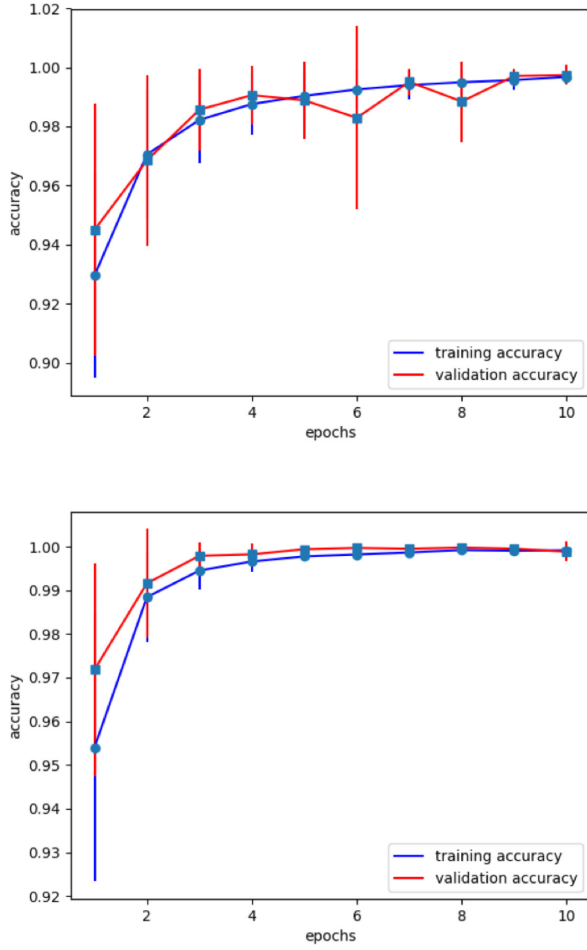 1.02
1.00
0.98
0.96
0.94
0.92
0.90
accuracy
training accuracy
validation accuracy
2 4 6 8 10
epochs
1.00
0.99
0.98
0.97
0.96
0.95
0.94
0.93
0.92
accuracy
training accuracy
validation accuracy
2 4 6 8 10
epochs